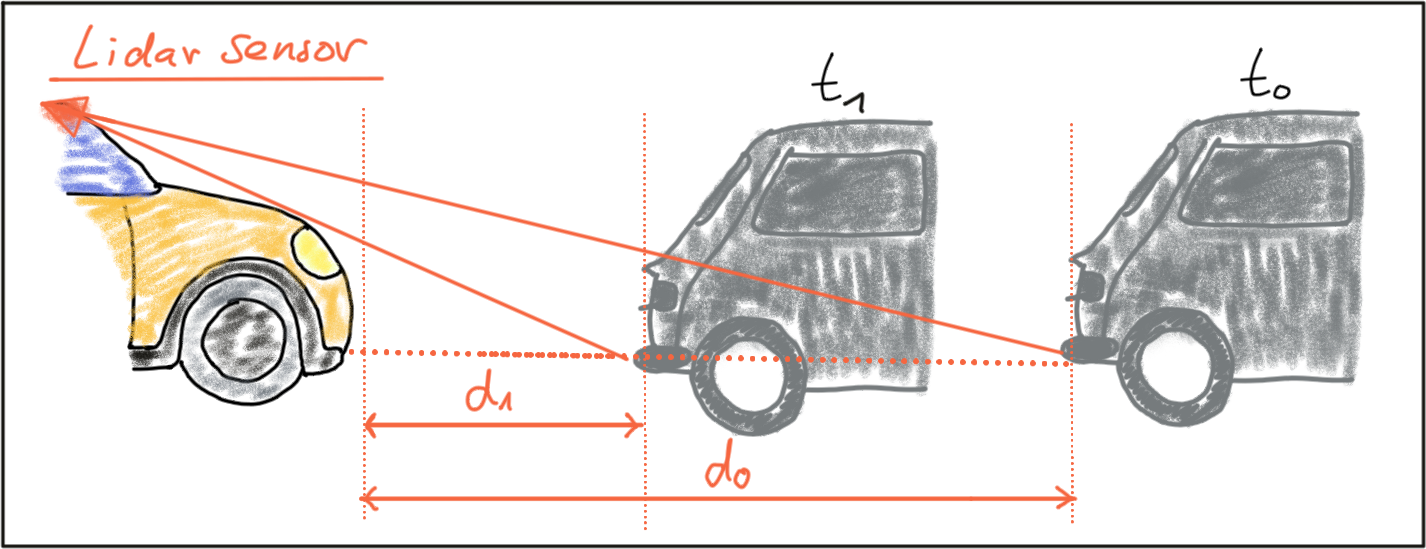 Lidar sensor
t₁
t₀
d₁
d₀